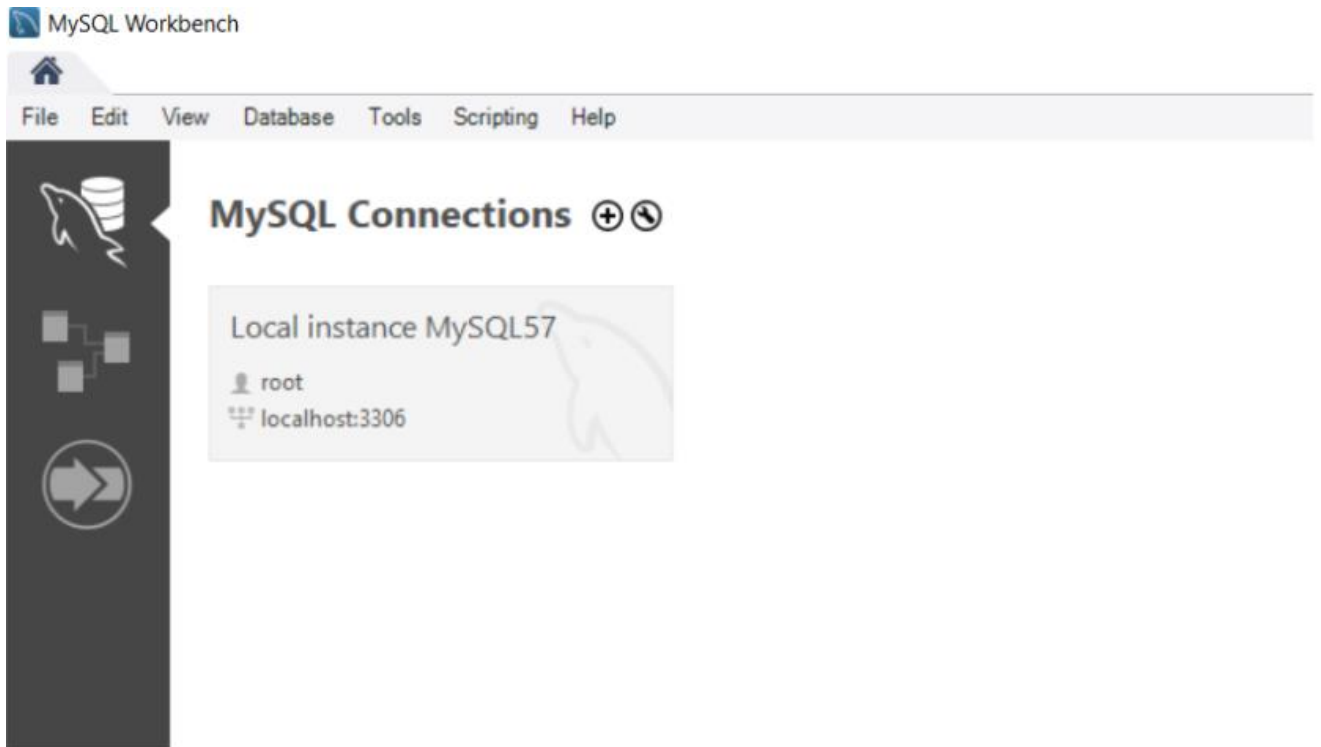 MySQL Workbench
File Edit View Database Tools Scripting Help
MySQL Connections
Local instance MySQL57
root
localhost:3306